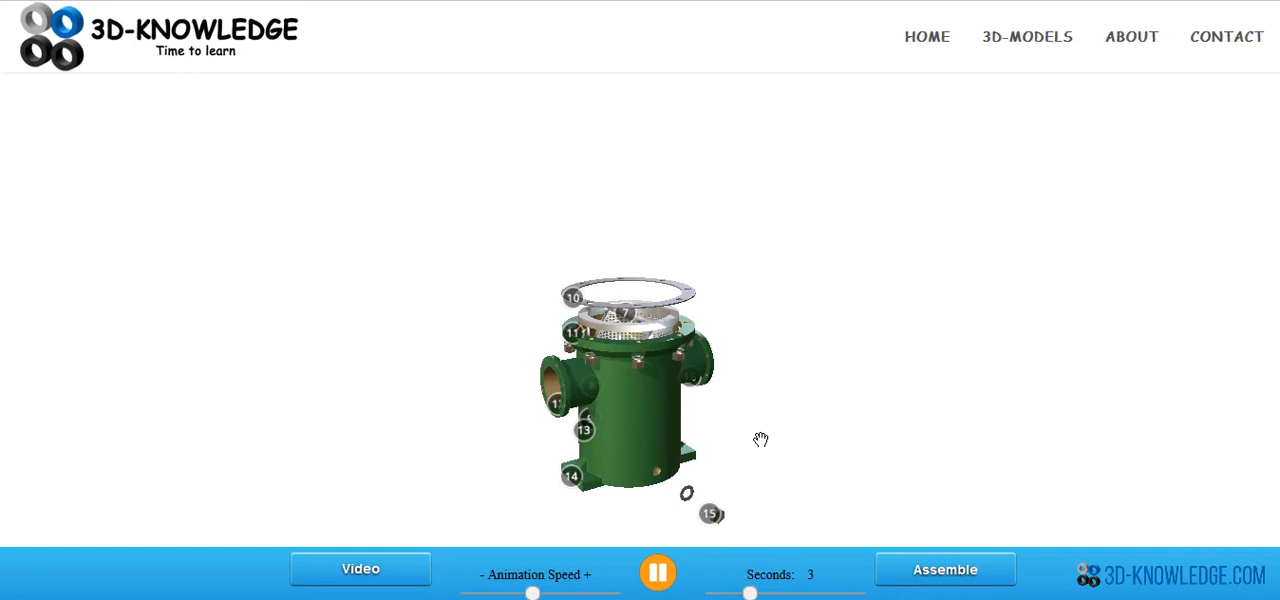 3D-KNOWLEDGE
Time to learn
HOME 3D-MODELS ABOUT CONTACT
10
7
11
13
14
15
Video
- Animation Speed +
Seconds: 3
Assemble
3D-KNOWLEDGE.COM